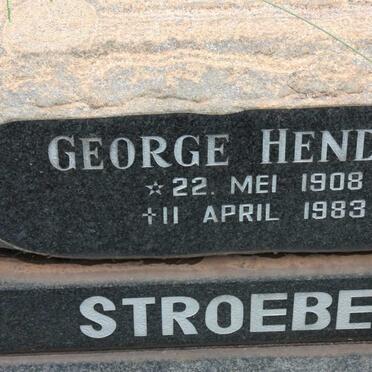 GEORGE HEND
☆ 22. MEI 1908
+11 APRIL 1983
STROEBE